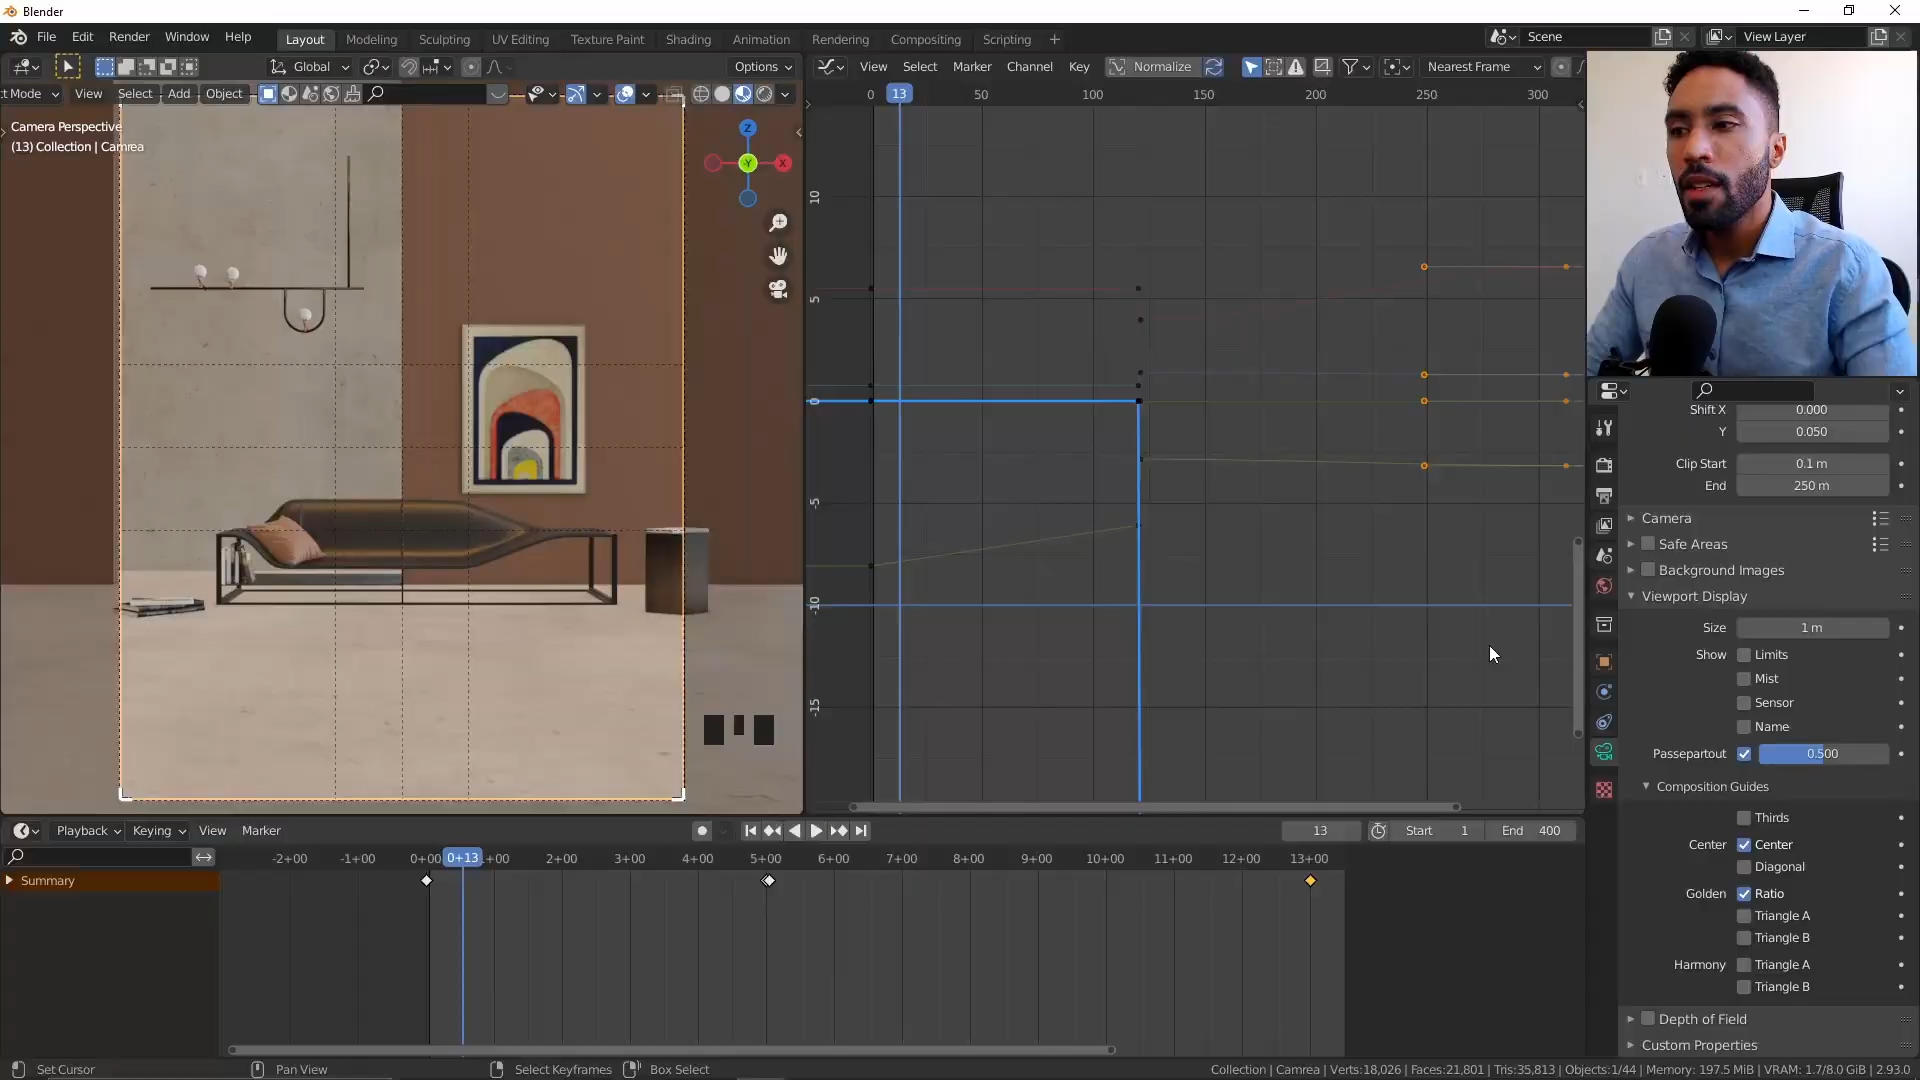 Blender
File Edit Render Window Help
Layout Modeling Sculpting UV Editing Texture Paint Shading Animation Rendering Compositing Scripting +
Scene
View Layer
Global
Options
View Select Marker Channel Key Normalize
Nearest Frame
t Mode View Select Add Object
0 13 50 100 150 200 250 300
Camera Perspective
(13) Collection | Camrea
Z
Y
X
10
5
0
-5
-10
-15
Shift X 0.000
Y 0.050
Clip Start 0.1 m
End 250 m
Camera
Safe Areas
Background Images
Viewport Display
Size 1 m
Show Limits
Mist
Sensor
Name
Passepartout 0.500
Composition Guides
Thirds
Center Center
Diagonal
Golden Ratio
Triangle A
Triangle B
Harmony Triangle A
Triangle B
Depth of Field
Custom Properties
Playback Keying View Marker
13 Start 1 End 400
-2+00 -1+00 0+00 0+13 1+00 2+00 3+00 4+00 5+00 6+00 7+00 8+00 9+00 10+00 11+00 12+00 13+00
Summary
Set Cursor Pan View Select Keyframes Box Select
Collection | Camrea | Verts:18,026 | Faces:21,801 | Tris:35,813 | Objects:1/44 | Memory: 197.5 MiB | VRAM: 1.7/8.0 GiB | 2.93.0